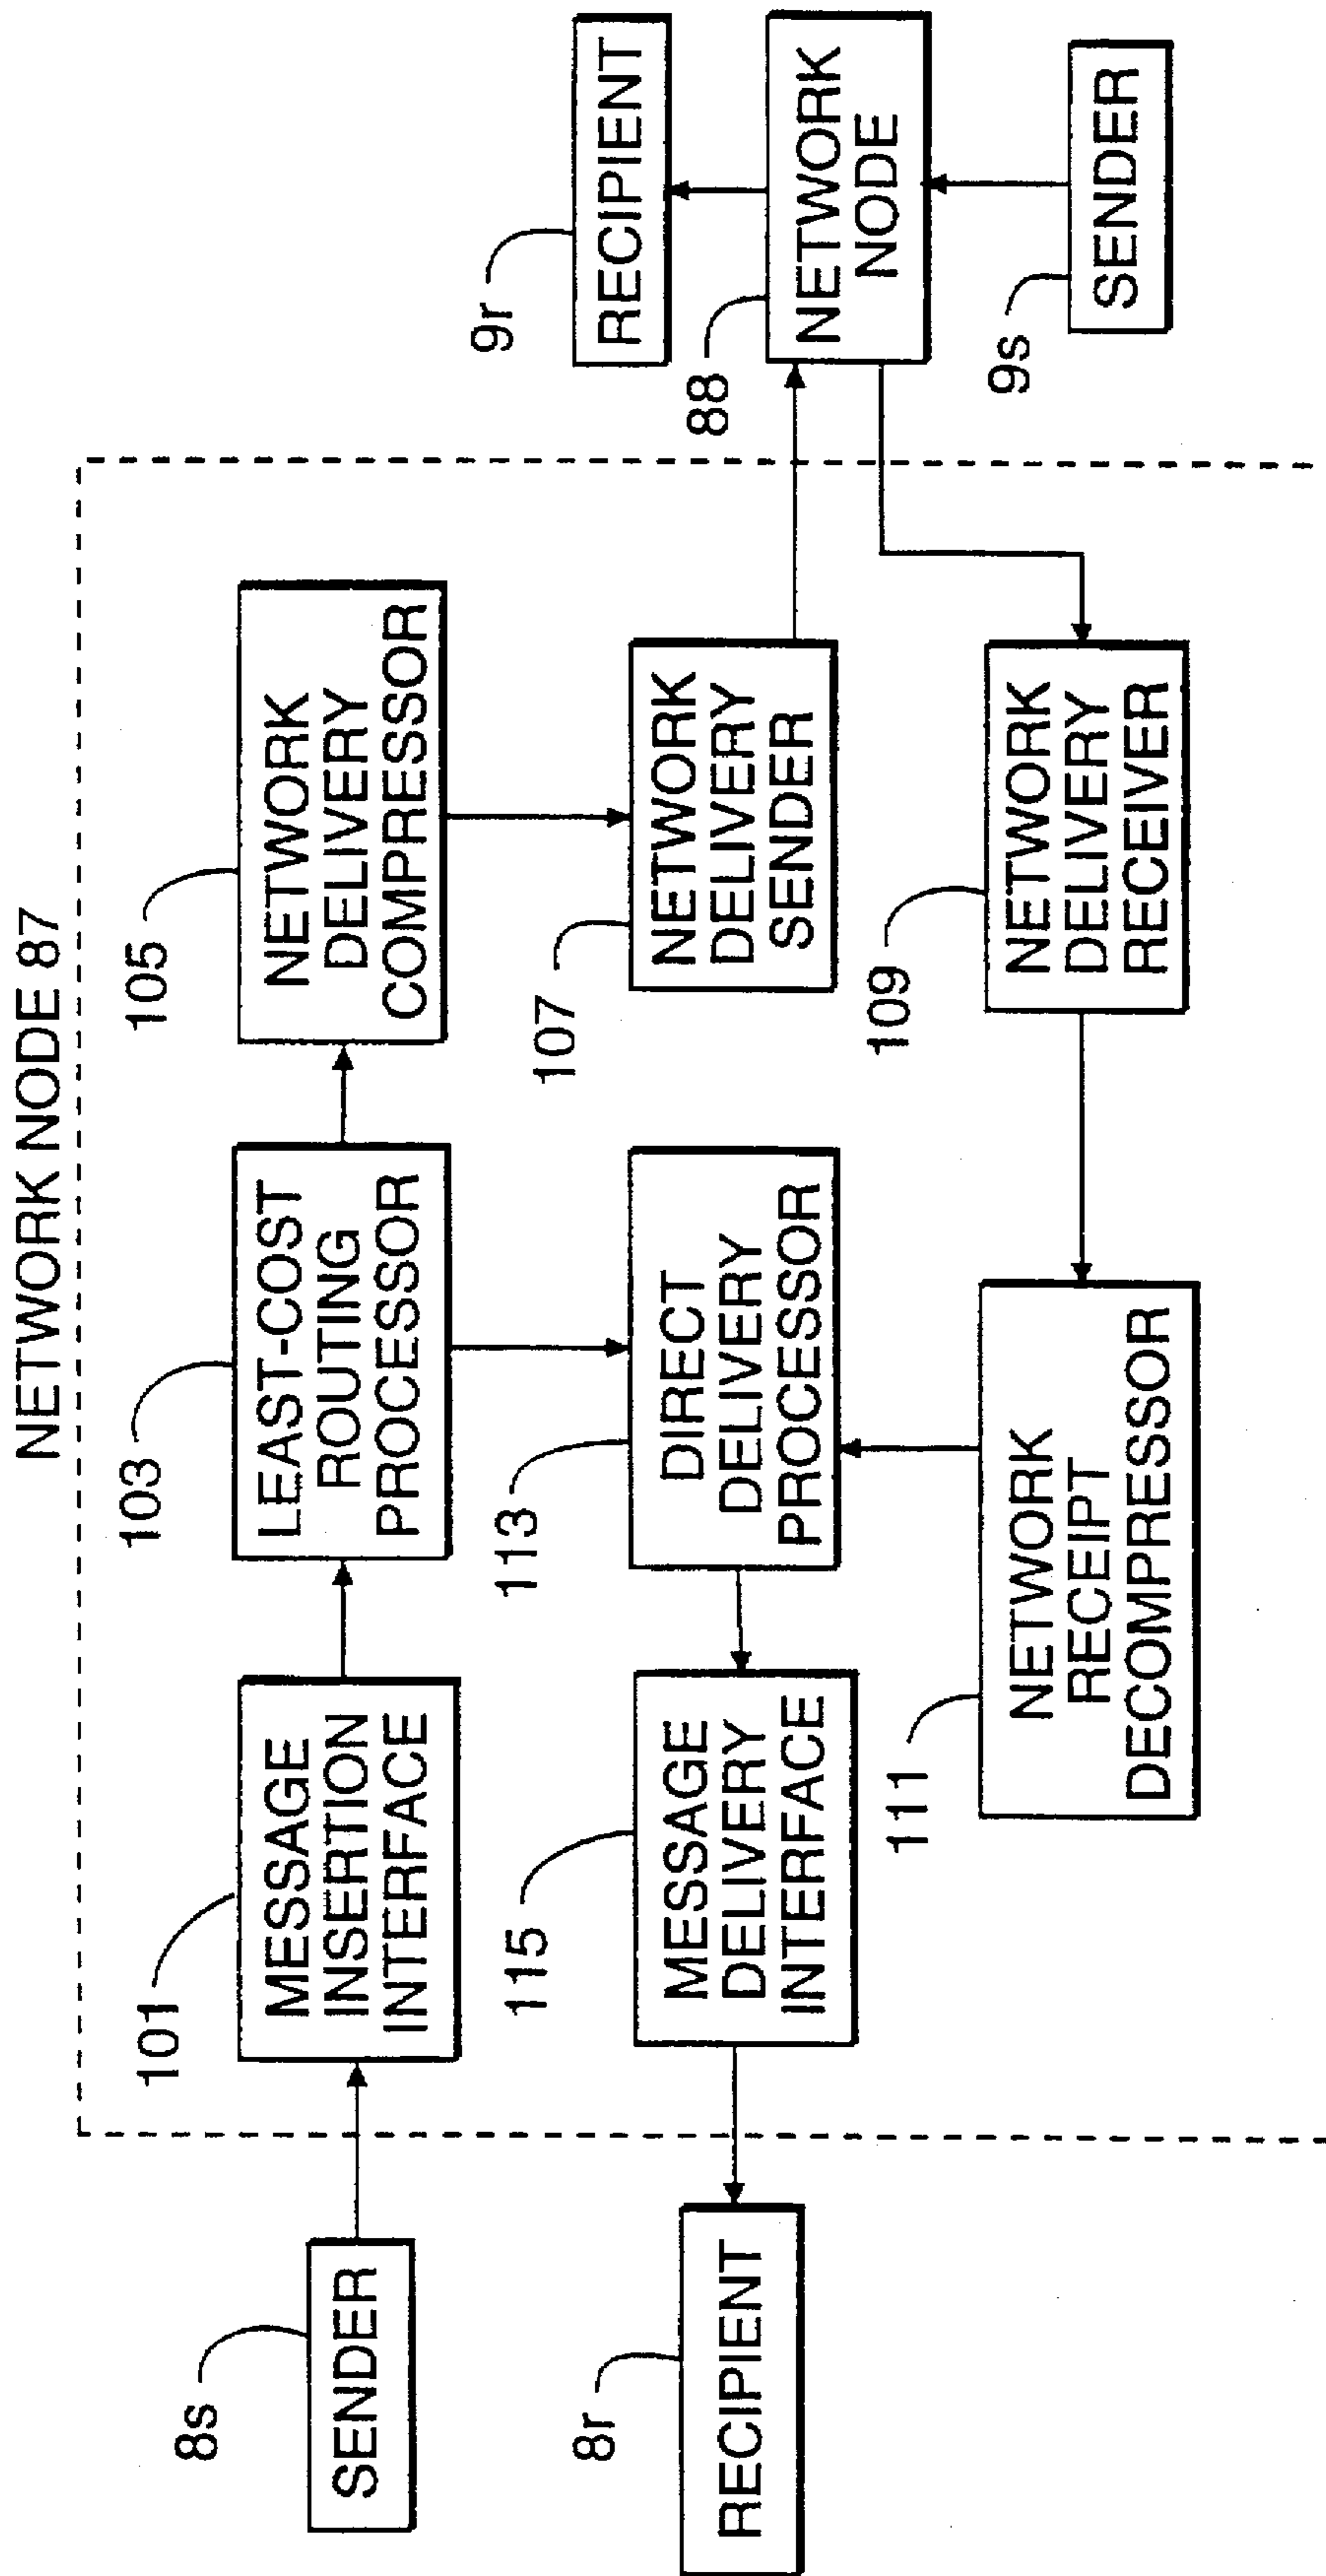 NETWORK NODE 87
8s
SENDER
101
MESSAGE
INSERTION
INTERFACE
103
LEAST-COST
ROUTING
PROCESSOR
105
NETWORK
DELIVERY
COMPRESSOR
9r
RECIPIENT
8r
RECIPIENT
115
MESSAGE
DELIVERY
INTERFACE
113
DIRECT
DELIVERY
PROCESSOR
107
NETWORK
DELIVERY
SENDER
88
NETWORK
NODE
111
NETWORK
RECEIPT
DECOMPRESSOR
109
NETWORK
DELIVERY
RECEIVER
9s
SENDER